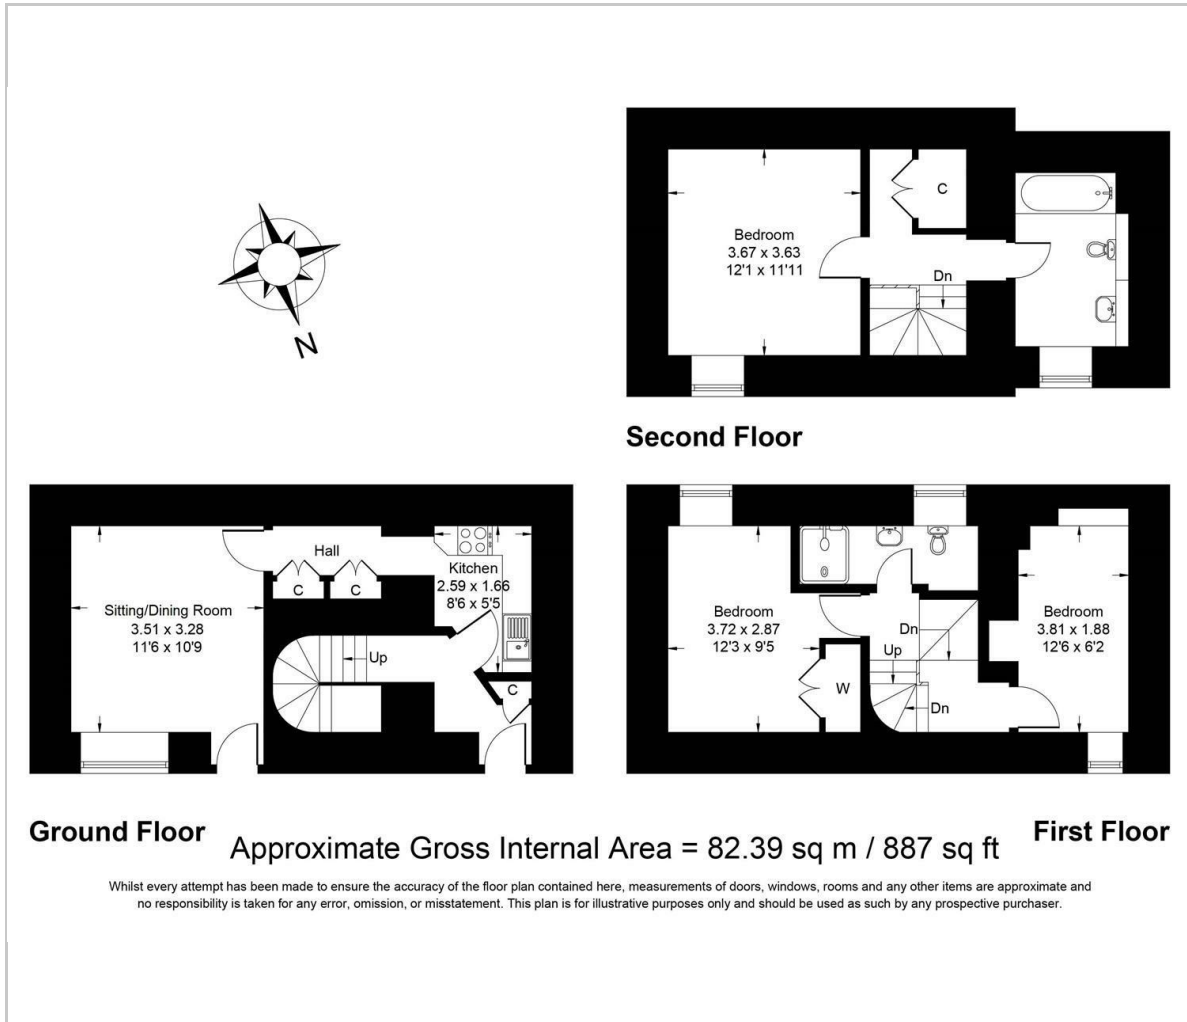 Bedroom
3.67 x 3.63
12'1 x 11'11
C
Dn
N
Second Floor
Hall
C
C
Kitchen
2.59 x 1.66
8'6 x 5'5
Sitting/Dining Room
3.51 x 3.28
11'6 x 10'9
Up
C
Bedroom
3.72 x 2.87
12'3 x 9'5
W
Dn
Up
Dn
Bedroom
3.81 x 1.88
12'6 x 6'2
Ground Floor
First Floor
Approximate Gross Internal Area = 82.39 sq m / 887 sq ft
Whilst every attempt has been made to ensure the accuracy of the floor plan contained here, measurements of doors, windows, rooms and any other items are approximate and
no responsibility is taken for any error, omission, or misstatement. This plan is for illustrative purposes only and should be used as such by any prospective purchaser.